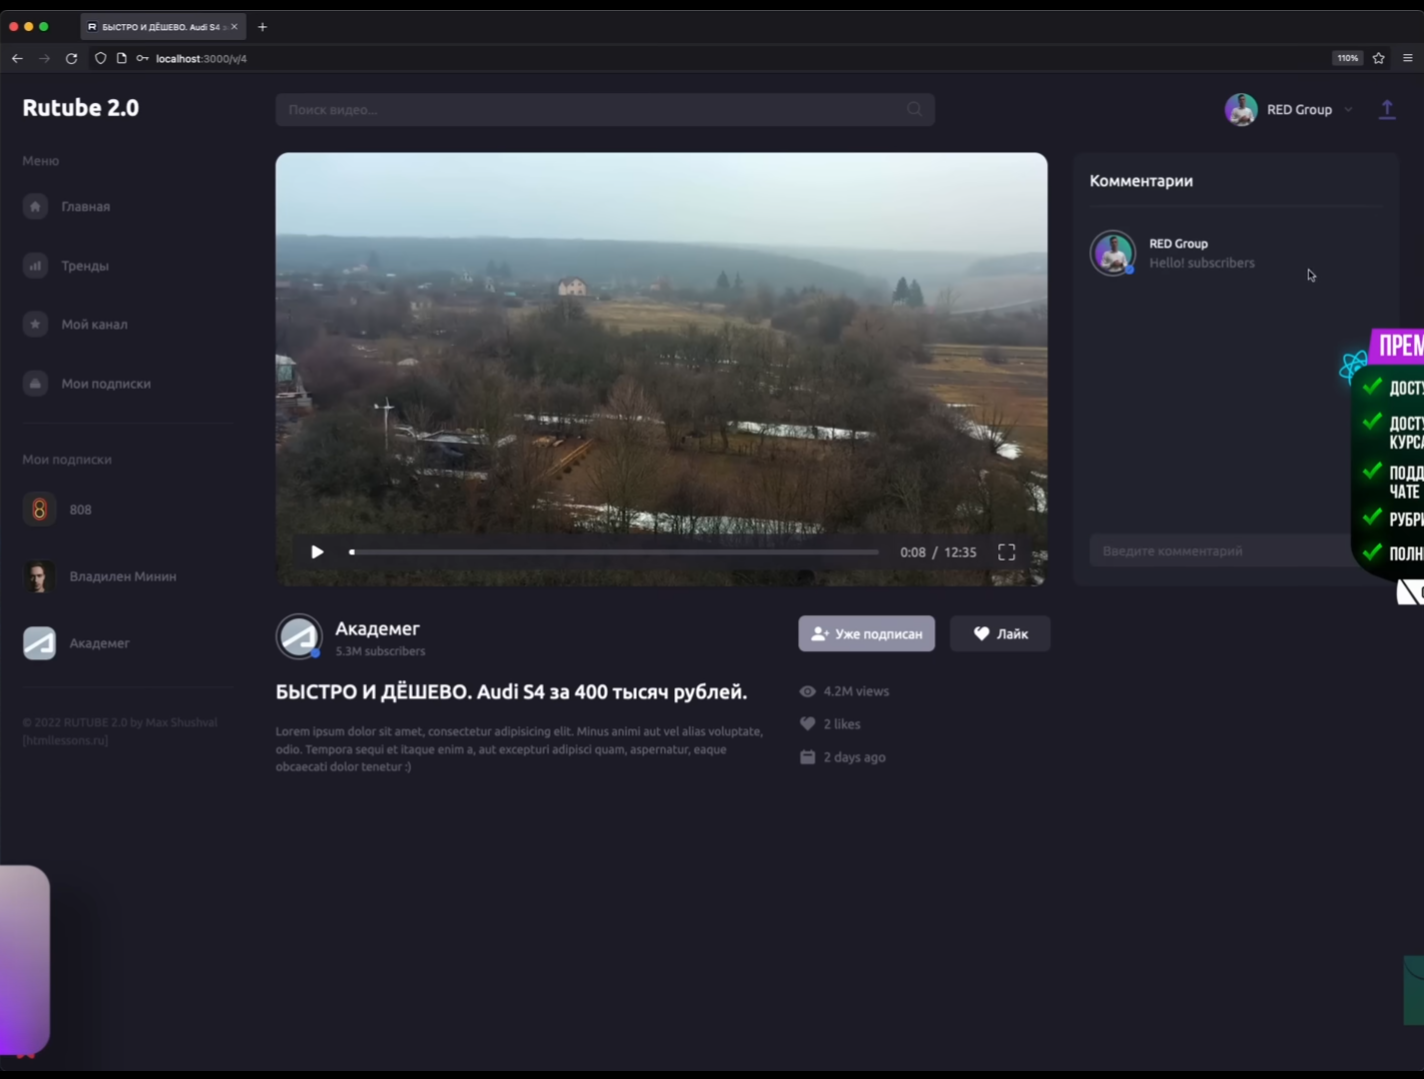 БЫСТРО И ДЁШЕВО. Audi S4 з
localhost:3000/v/4
110%
Rutube 2.0
Поиск видео...
RED Group
Меню
Главная
Тренды
Мой канал
Мои подписки
Мои подписки
808
Владилен Минин
Академег
© 2022 RUTUBE 2.0 by Max Shushval
[htmllessons.ru]
0:08 / 12:35
Академег
5.3M subscribers
Уже подписан
Лайк
БЫСТРО И ДЁШЕВО. Audi S4 за 400 тысяч рублей.
Lorem ipsum dolor sit amet, consectetur adipisicing elit. Minus animi aut vel alias voluptate,
odio. Tempora sequi et itaque enim a, aut excepturi adipisci quam, aspernatur, eaque
obcaecati dolor tenetur :)
4.2M views
2 likes
2 days ago
Комментарии
RED Group
Hello! subscribers
Введите комментарий
ПРЕМ
ДОСТУ
ДОСТУ
КУРСА
ПОДД
ЧАТЕ
РУБРИ
ПОЛН